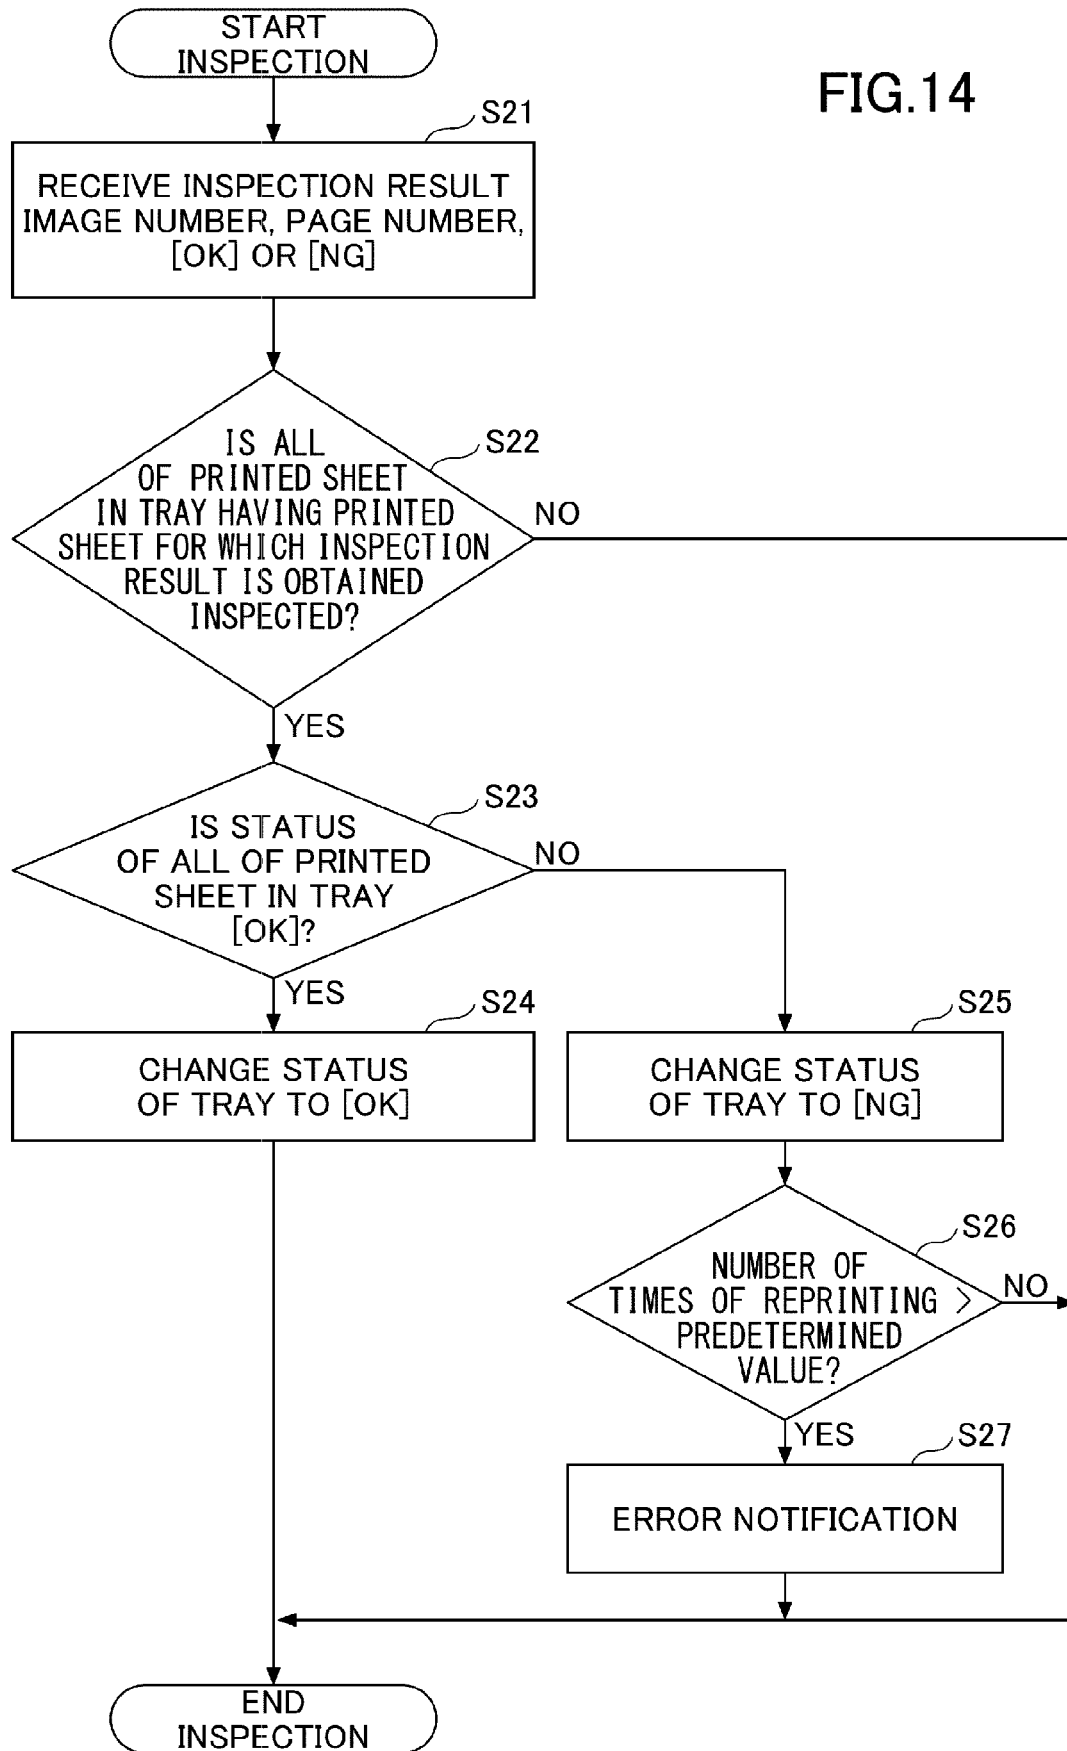 START
INSPECTION
FIG.14
S21
RECEIVE INSPECTION RESULT
IMAGE NUMBER, PAGE NUMBER,
[OK] OR [NG]
S22
IS ALL
OF PRINTED SHEET
IN TRAY HAVING PRINTED
SHEET FOR WHICH INSPECTION
RESULT IS OBTAINED
INSPECTED?
NO
YES
S23
IS STATUS
OF ALL OF PRINTED
SHEET IN TRAY
[OK]?
NO
YES
S24
CHANGE STATUS
OF TRAY TO [OK]
S25
CHANGE STATUS
OF TRAY TO [NG]
S26
NUMBER OF
TIMES OF REPRINTING >
PREDETERMINED
VALUE?
NO
YES
S27
ERROR NOTIFICATION
END
INSPECTION